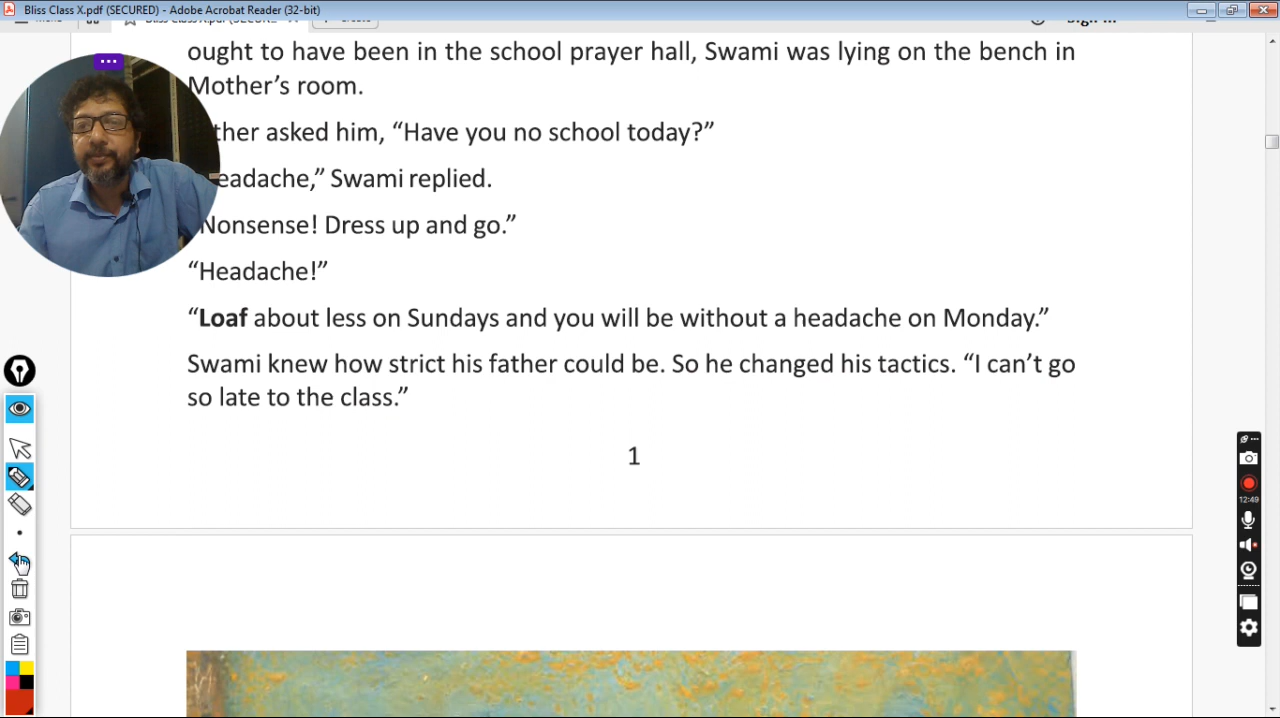 Bliss Class X.pdf (SECURED) - Adobe Acrobat Reader (32-bit)
ought to have been in the school prayer hall, Swami was lying on the bench in
Mother’s room.
asked him, “Have you no school today?”
Swami replied.
Nonsense! Dress up and go.”
“Headache!”
“Loaf about less on Sundays and you will be without a headache on Monday.”
Swami knew how strict his father could be. So he changed his tactics. “I can’t go
so late to the class.”
1
12:49